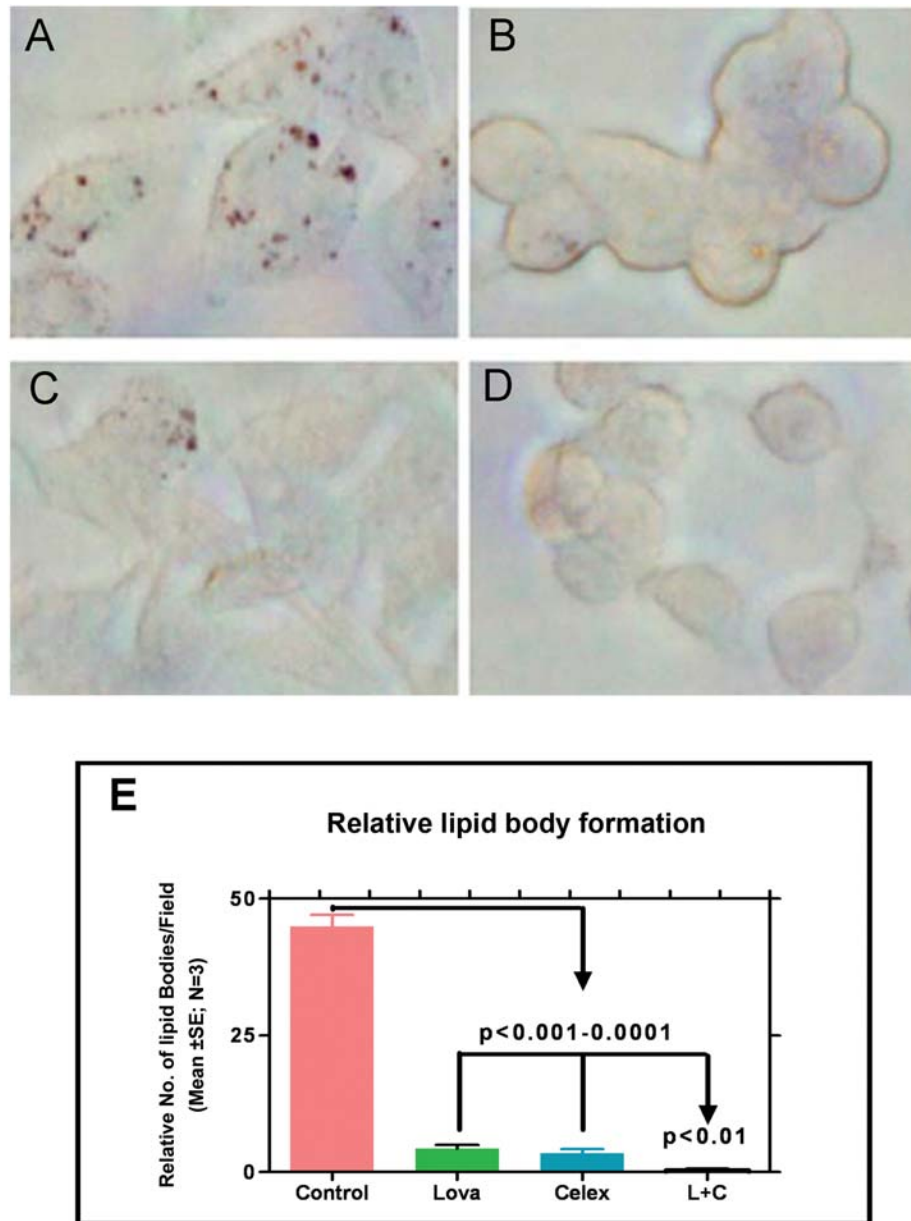 A
B
C
D
E
Relative lipid body formation
Relative No. of lipid Bodies/Field
(Mean ±SE; N=3)
50
25
0
p<0.001-0.0001
p<0.01
Control Lova Celex L+C